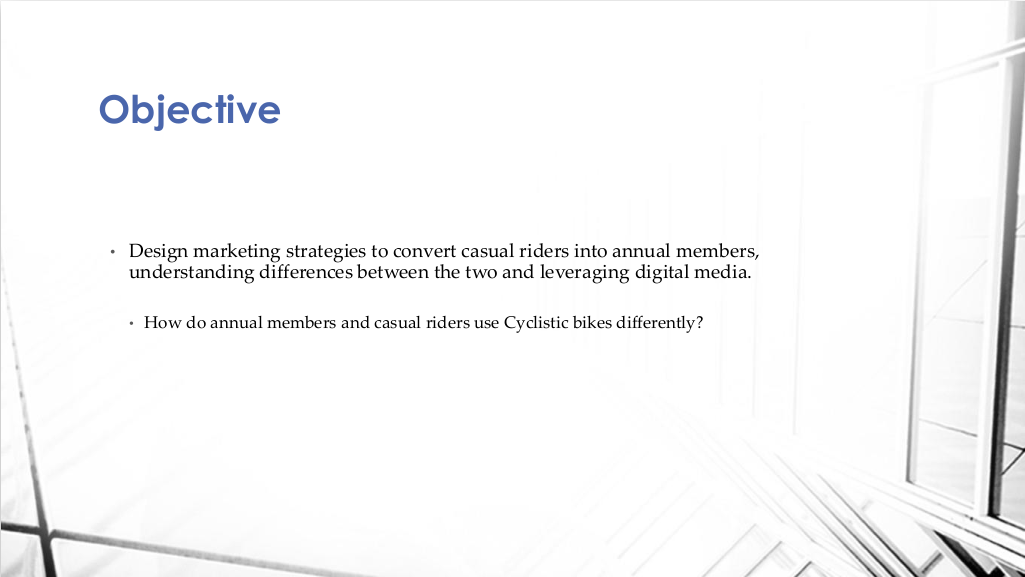 Objective
• Design marketing strategies to convert casual riders into annual members,
understanding differences between the two and leveraging digital media.
• How do annual members and casual riders use Cyclistic bikes differently?